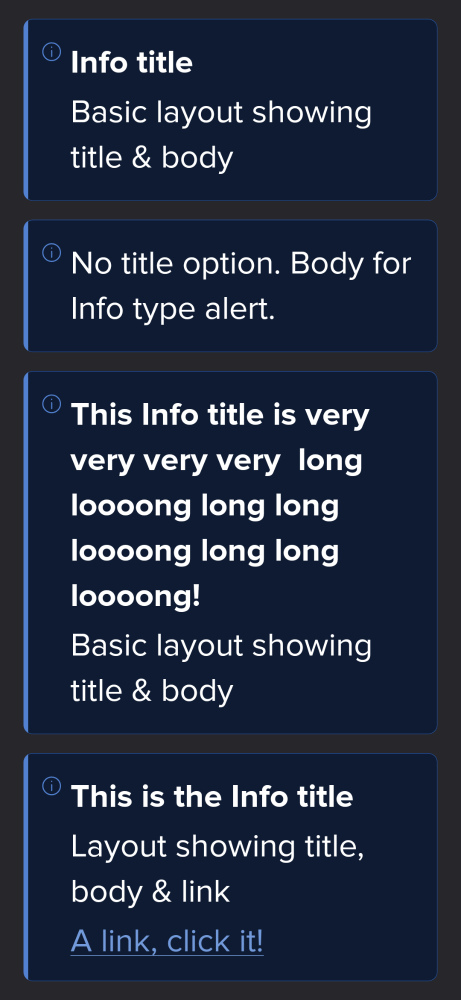 Info title
Basic layout showing
title & body
No title option. Body for
Info type alert.
This Info title is very
very very very  long
loooong long long
loooong long long
loooong!
Basic layout showing
title & body
This is the Info title
Layout showing title,
body & link
A link, click it!